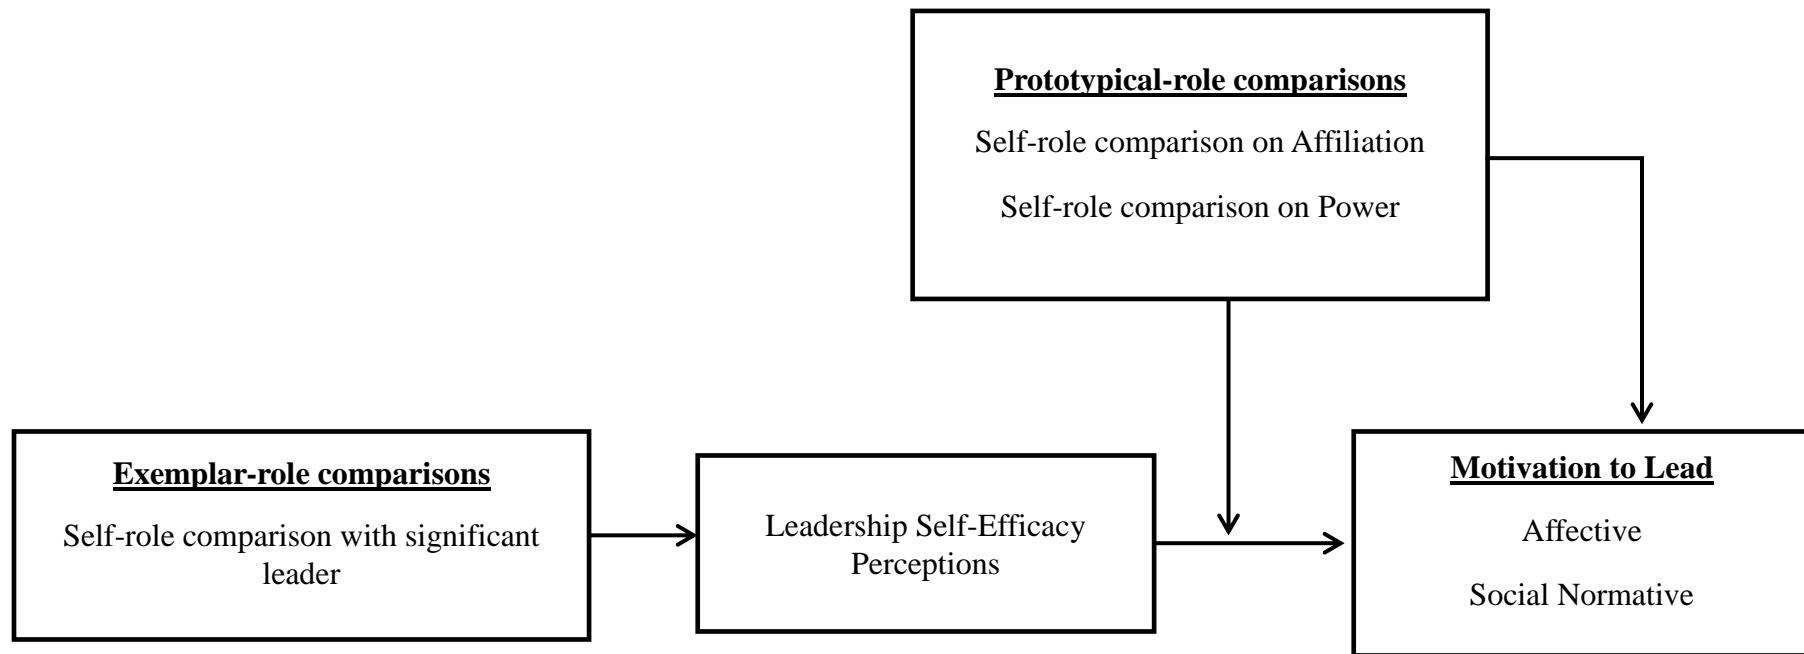 Prototypical-role comparisons
Self-role comparison on Affiliation
Self-role comparison on Power
Exemplar-role comparisons
Self-role comparison with significant
leader
Leadership Self-Efficacy
Perceptions
Motivation to Lead
Affective
Social Normative